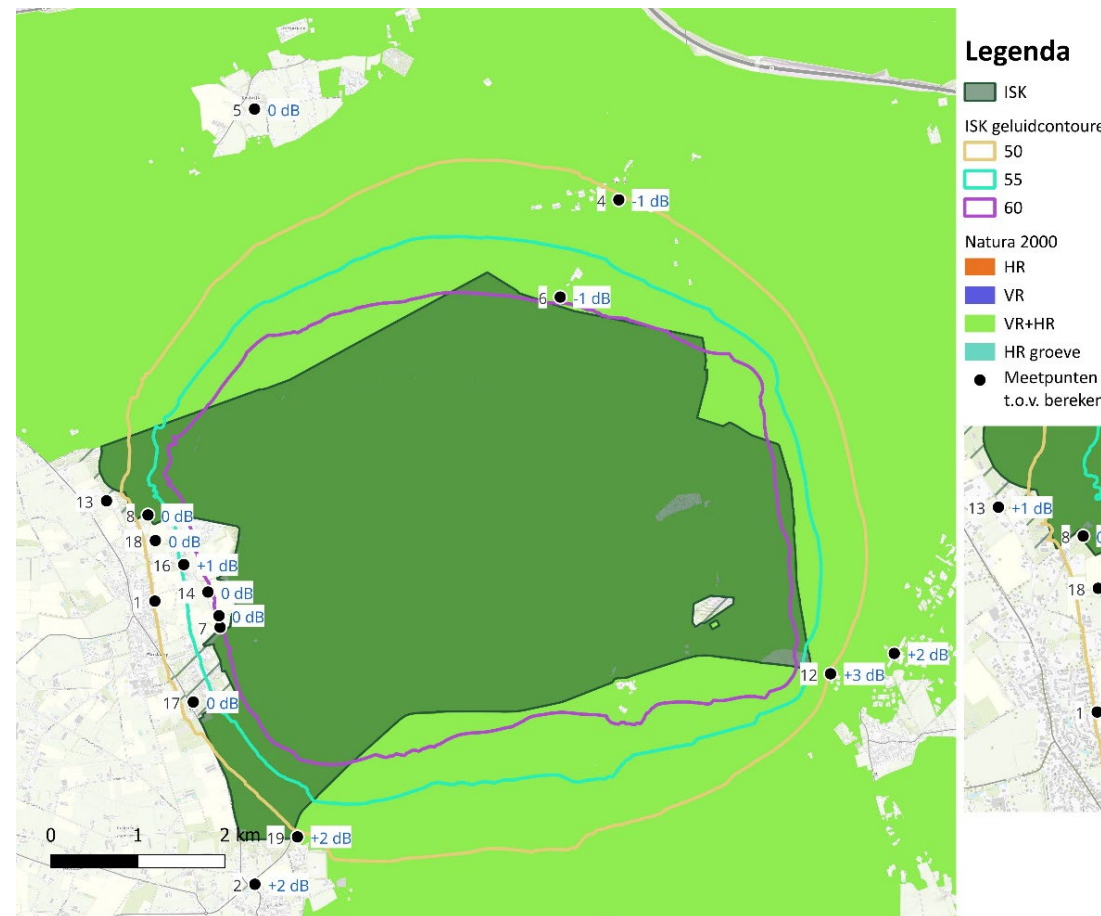 5 0 dB
4 -1 dB
6 -1 dB
13
8 0 dB
18 0 dB
16 +1 dB
14 0 dB
1
0 dB
7
17 0 dB
12 +3 dB
+2 dB
0 1 2 km
19 +2 dB
2 +2 dB
Legenda
ISK
ISK geluidcontoure
50
55
60
Natura 2000
HR
VR
VR+HR
HR groeve
Meetpunten
t.o.v. bereken
13 +1 dB
8 0
18
1